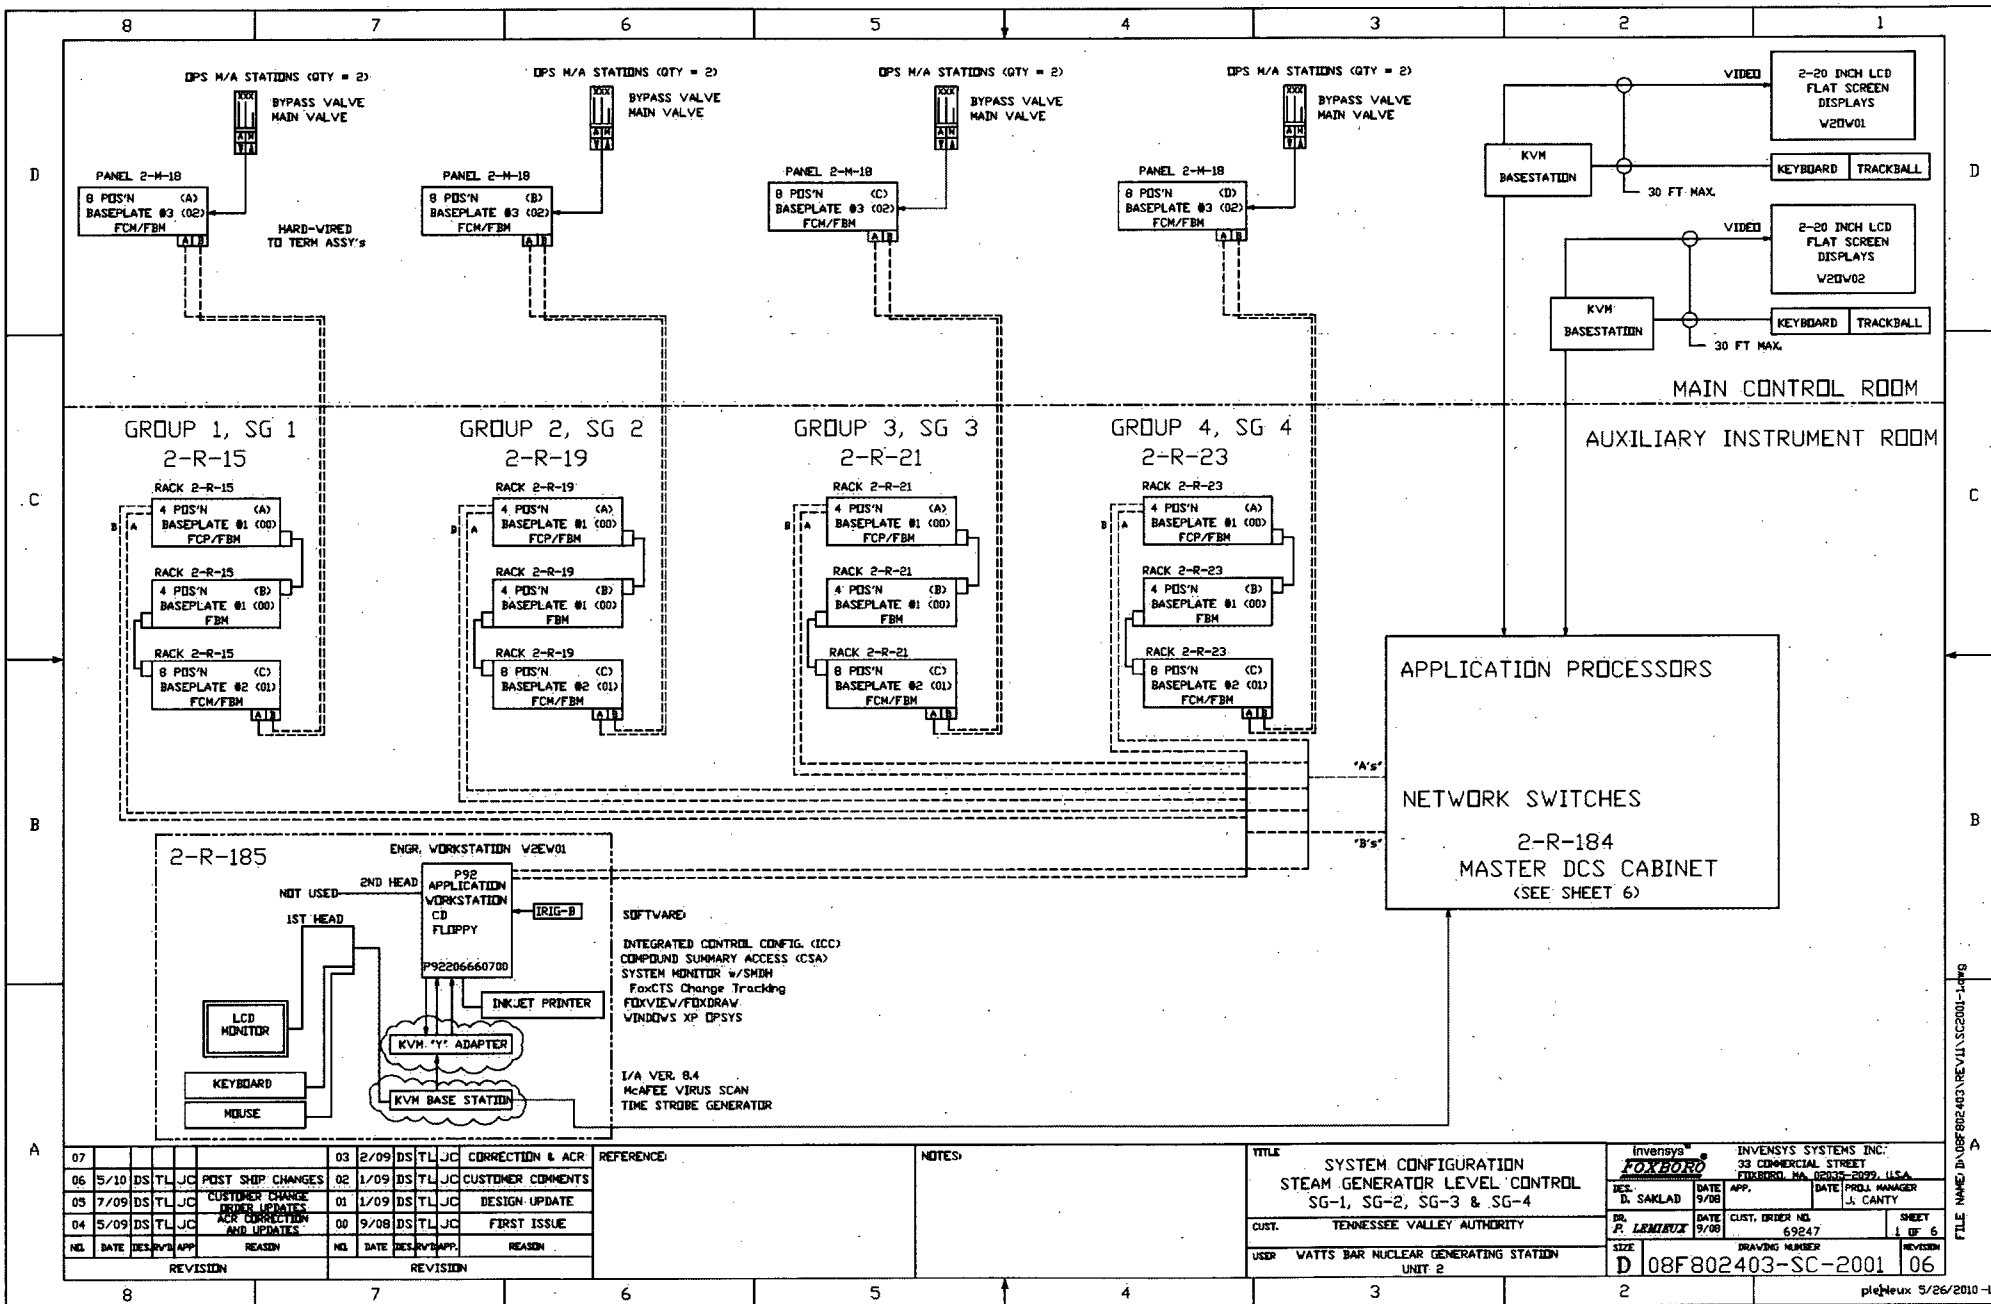 8 7 6 5 4 3 2 1
OPS M/A STATIONS (QTY = 2)
XXX
BYPASS VALVE
MAIN VALVE
A M
PANEL 2-M-18
8 POS'N (A)
BASEPLATE #3 (02)
FCM/FBM
A B
HARD-WIRED
TO TERM ASSY's
OPS M/A STATIONS (QTY = 2)
XXX
BYPASS VALVE
MAIN VALVE
A M
PANEL 2-M-18
8 POS'N (B)
BASEPLATE #3 (02)
FCM/FBM
A B
OPS M/A STATIONS (QTY = 2)
XXX
BYPASS VALVE
MAIN VALVE
A M
PANEL 2-M-18
8 POS'N (C)
BASEPLATE #3 (02)
FCM/FBM
A B
OPS M/A STATIONS (QTY = 2)
XXX
BYPASS VALVE
MAIN VALVE
A M
PANEL 2-M-18
8 POS'N (D)
BASEPLATE #3 (02)
FCM/FBM
A B
VIDEO
2-20 INCH LCD
FLAT SCREEN
DISPLAYS
W2OW01
KVM
BASESTATION
KEYBOARD TRACKBALL
30 FT MAX.
VIDEO
2-20 INCH LCD
FLAT SCREEN
DISPLAYS
W2OW02
KVM
BASESTATION
KEYBOARD TRACKBALL
30 FT MAX.
D D
MAIN CONTROL ROOM
AUXILIARY INSTRUMENT ROOM
GROUP 1, SG 1
2-R-15
RACK 2-R-15
4 POS'N (A)
BASEPLATE #1 (00)
FCP/FBM
B A
RACK 2-R-15
4 POS'N (B)
BASEPLATE #1 (00)
FBM
RACK 2-R-15
8 POS'N (C)
BASEPLATE #2 (01)
FCM/FBM
A B
GROUP 2, SG 2
2-R-19
RACK 2-R-19
4 POS'N (A)
BASEPLATE #1 (00)
FCP/FBM
B A
RACK 2-R-19
4 POS'N (B)
BASEPLATE #1 (00)
FBM
RACK 2-R-19
8 POS'N (C)
BASEPLATE #2 (01)
FCM/FBM
A B
GROUP 3, SG 3
2-R-21
RACK 2-R-21
4 POS'N (A)
BASEPLATE #1 (00)
FCP/FBM
B A
RACK 2-R-21
4 POS'N (B)
BASEPLATE #1 (00)
FBM
RACK 2-R-21
8 POS'N (C)
BASEPLATE #2 (01)
FCM/FBM
A B
GROUP 4, SG 4
2-R-23
RACK 2-R-23
4 POS'N (A)
BASEPLATE #1 (00)
FCP/FBM
B A
RACK 2-R-23
4 POS'N (B)
BASEPLATE #1 (00)
FBM
RACK 2-R-23
8 POS'N (C)
BASEPLATE #2 (01)
FCM/FBM
A B
C C
APPLICATION PROCESSORS
"A's"
NETWORK SWITCHES
"B's"
2-R-184
MASTER DCS CABINET
(SEE SHEET 6)
B B
2-R-185
ENGR. WORKSTATION W2EW01
P92
APPLICATION
WORKSTATION
CD
FLOPPY
P92206660700
2ND HEAD
NOT USED
1ST HEAD
IRIG-B
INKJET PRINTER
LCD
MONITOR
KVM "Y" ADAPTER
KEYBOARD
MOUSE
KVM BASE STATION
SOFTWARE:
INTEGRATED CONTROL CONFIG. (ICC)
COMPOUND SUMMARY ACCESS (CSA)
SYSTEM MONITOR w/SMDH
FoxCTS Change Tracking
FOXVIEW/FOXDRAW
WINDOWS XP OPSYS
I/A VER. 8.4
McAFEE VIRUS SCAN
TIME STROBE GENERATOR
A A
07
06 5/10 DS TL JC POST SHIP CHANGES
05 7/09 DS TL JC CUSTOMER CHANGE ORDER UPDATES
04 5/09 DS TL JC ACR CORRECTION AND UPDATES
NO. DATE DES. RV'D APP REASON
REVISION
03 2/09 DS TL JC CORRECTION & ACR
02 1/09 DS TL JC CUSTOMER COMMENTS
01 1/09 DS TL JC DESIGN UPDATE
00 9/08 DS TL JC FIRST ISSUE
NO. DATE DES. RV'D APP. REASON
REVISION
REFERENCE:
NOTES:
TITLE
SYSTEM CONFIGURATION
STEAM GENERATOR LEVEL CONTROL
SG-1, SG-2, SG-3 & SG-4
CUST. TENNESSEE VALLEY AUTHORITY
USER WATTS BAR NUCLEAR GENERATING STATION
UNIT 2
invensys
FOXBORO
INVENSYS SYSTEMS INC.
33 COMMERCIAL STREET
FOXBORO, MA. 02035-2099, U.S.A.
DES. D. SAKLAD DATE 9/08 APP. DATE PROJ. MANAGER J. CANTY
DR. P. LEMIEUX DATE 9/08 CUST. ORDER NO. 69247 SHEET 1 OF 6
SIZE D DRAWING NUMBER 08F802403-SC-2001 REVISION 06
FILE NAME: D:\08F802403\REV11\SC2001-1.dwg
8 7 6 5 4 3 2
5/26/2010